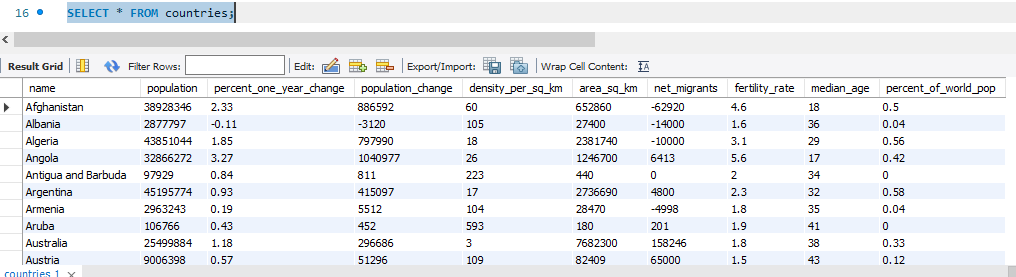 16 SELECT * FROM countries;
Result Grid Filter Rows: Edit: Export/Import: Wrap Cell Content:
name population percent_one_year_change population_change density_per_sq_km area_sq_km net_migrants fertility_rate median_age percent_of_world_pop
Afghanistan 38928346 2.33 886592 60 652860 -62920 4.6 18 0.5
Albania 2877797 -0.11 -3120 105 27400 -14000 1.6 36 0.04
Algeria 43851044 1.85 797990 18 2381740 -10000 3.1 29 0.56
Angola 32866272 3.27 1040977 26 1246700 6413 5.6 17 0.42
Antigua and Barbuda 97929 0.84 811 223 440 0 2 34 0
Argentina 45195774 0.93 415097 17 2736690 4800 2.3 32 0.58
Armenia 2963243 0.19 5512 104 28470 -4998 1.8 35 0.04
Aruba 106766 0.43 452 593 180 201 1.9 41 0
Australia 25499884 1.18 296686 3 7682300 158246 1.8 38 0.33
Austria 9006398 0.57 51296 109 82409 65000 1.5 43 0.12
countries 1